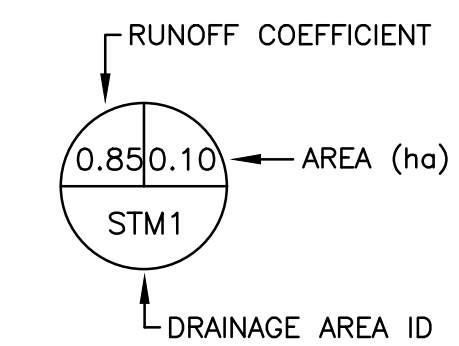 RUNOFF COEFFICIENT
0.85 0.10
AREA (ha)
STM1
DRAINAGE AREA ID